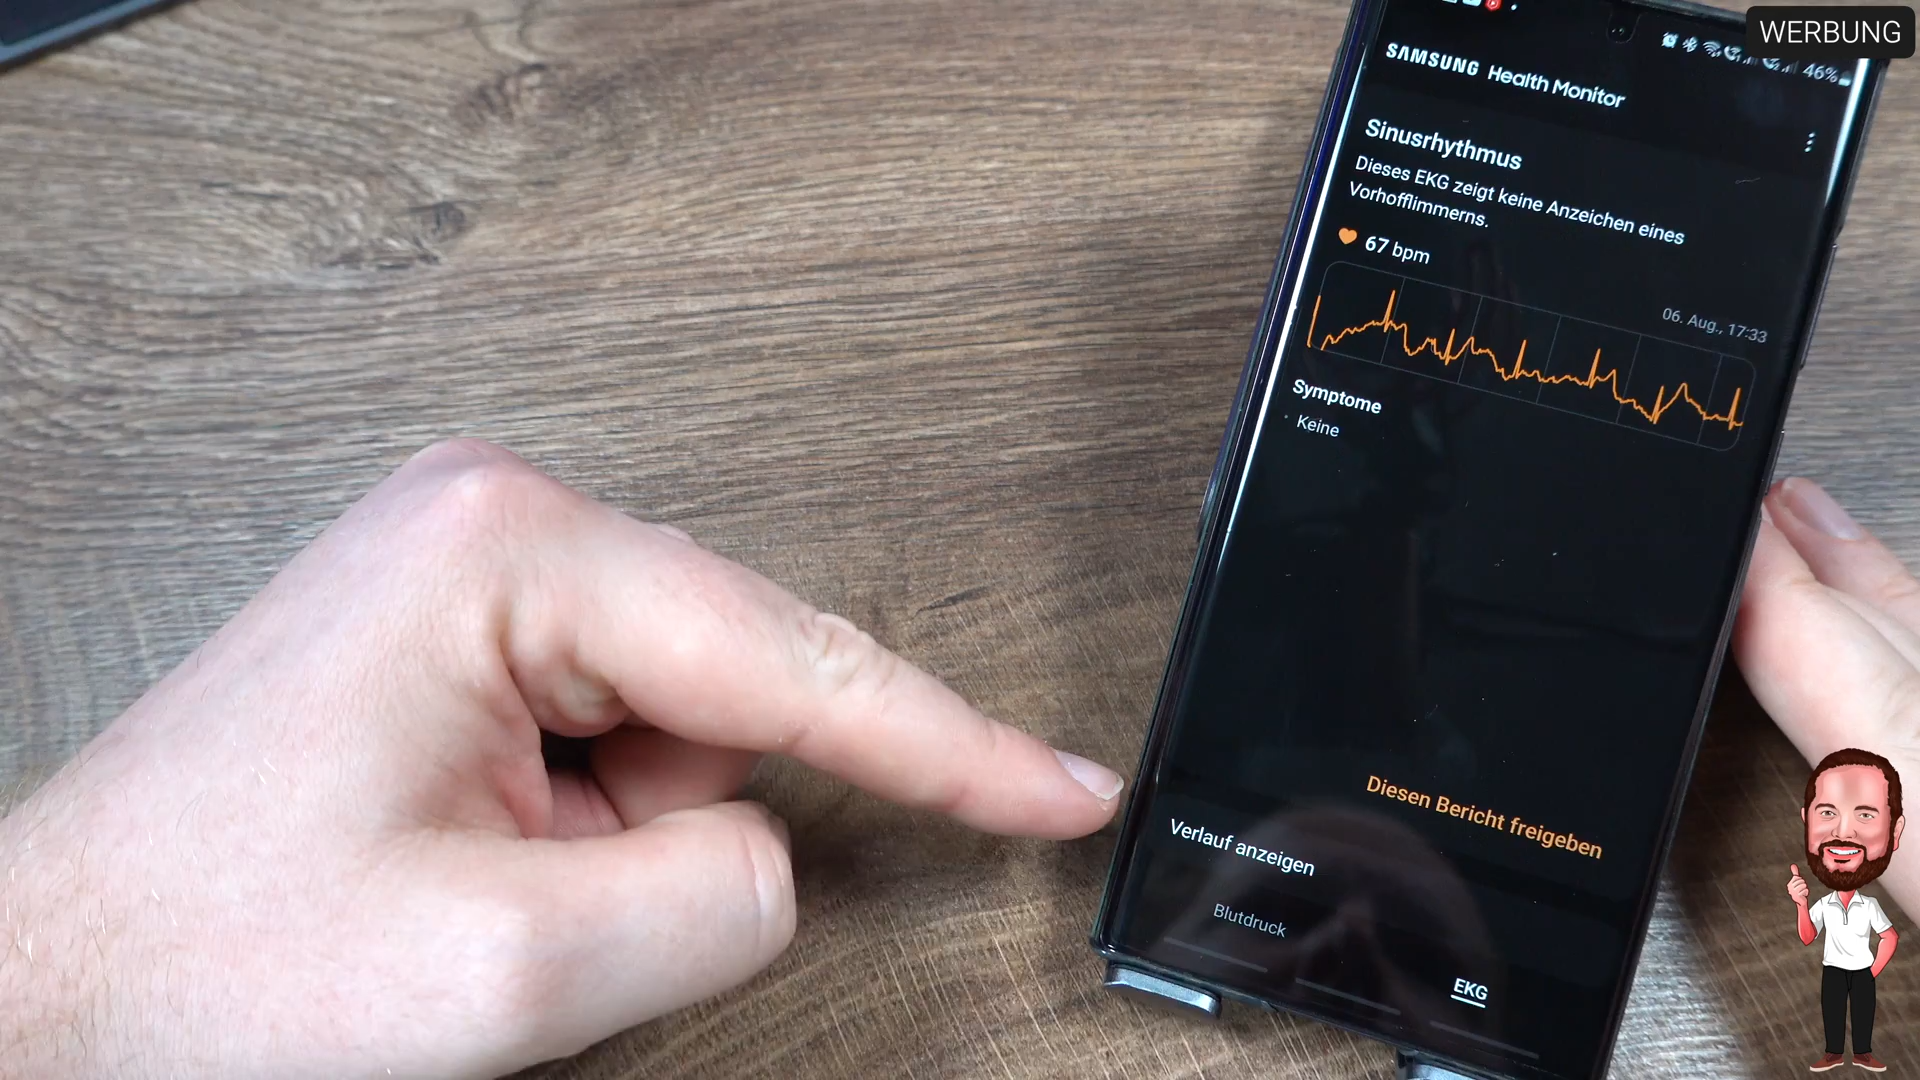 WERBUNG
46%
SAMSUNG Health Monitor
Sinusrhythmus
Dieses EKG zeigt keine Anzeichen eines
Vorhofflimmerns.
67 bpm
06. Aug., 17:33
Symptome
Keine
Diesen Bericht freigeben
Verlauf anzeigen
Blutdruck
EKG